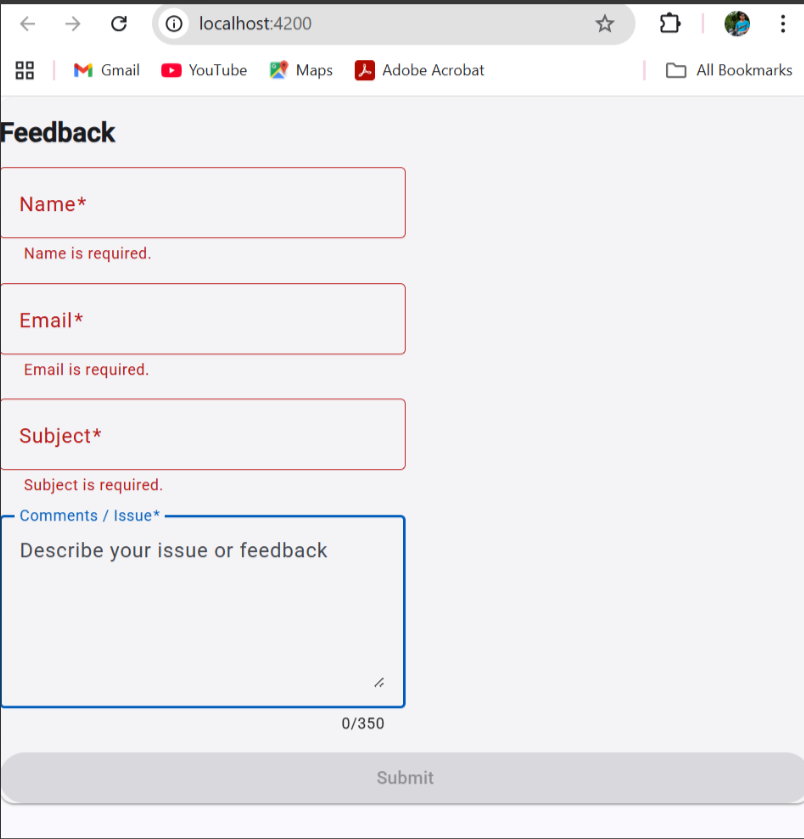 localhost:4200
Gmail YouTube Maps Adobe Acrobat All Bookmarks
Feedback
Name*
Name is required.
Email*
Email is required.
Subject*
Subject is required.
Comments / Issue*
Describe your issue or feedback
0/350
Submit